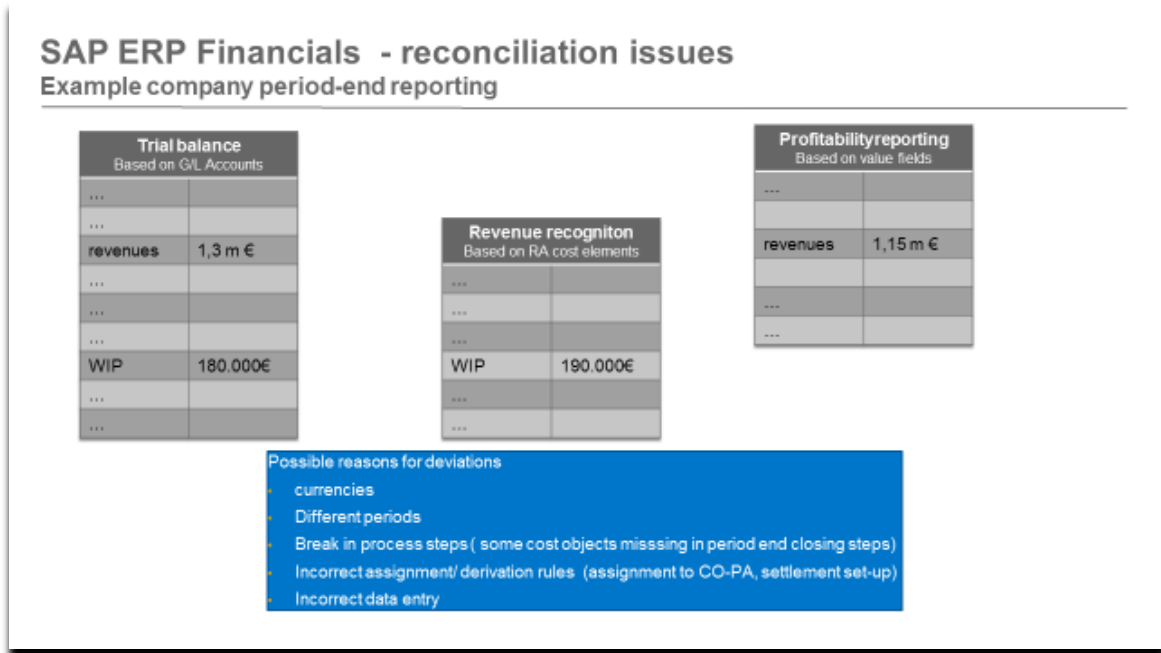 SAP ERP Financials - reconciliation issues
Example company period-end reporting
Trial balance
Based on G/L Accounts
...
...
revenues 1,3 m €
...
...
...
WIP 180.000€
...
...
Revenue recogniton
Based on RA cost elements
...
...
...
WIP 190.000€
...
...
Profitabilityreporting
Based on value fields
...
revenues 1,15 m €
...
...
Possible reasons for deviations
• currencies
• Different periods
• Break in process steps ( some cost objects misssing in period end closing steps)
• Incorrect assignment/ derivation rules (assignment to CO-PA, settlement set-up)
• Incorrect data entry